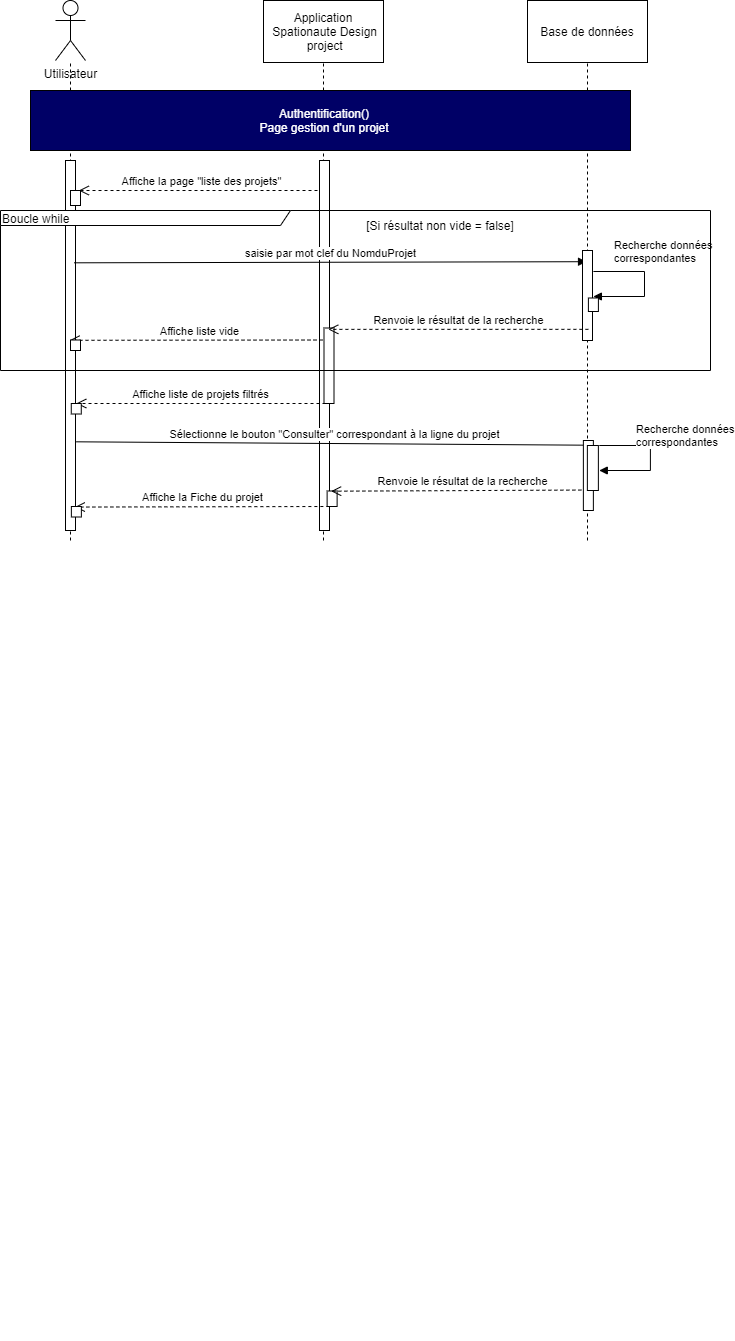 Application
Spationaute Design
project
Base de données
Utilisateur
Authentification()
Page gestion d'un projet
Affiche la page "liste des projets"
Boucle while
[Si résultat non vide = false]
saisie par mot clef du NomduProjet
Recherche données
correspondantes
Renvoie le résultat de la recherche
Affiche liste vide
Affiche liste de projets filtrés
Sélectionne le bouton "Consulter" correspondant à la ligne du projet
Recherche données
correspondantes
Renvoie le résultat de la recherche
Affiche la Fiche du projet